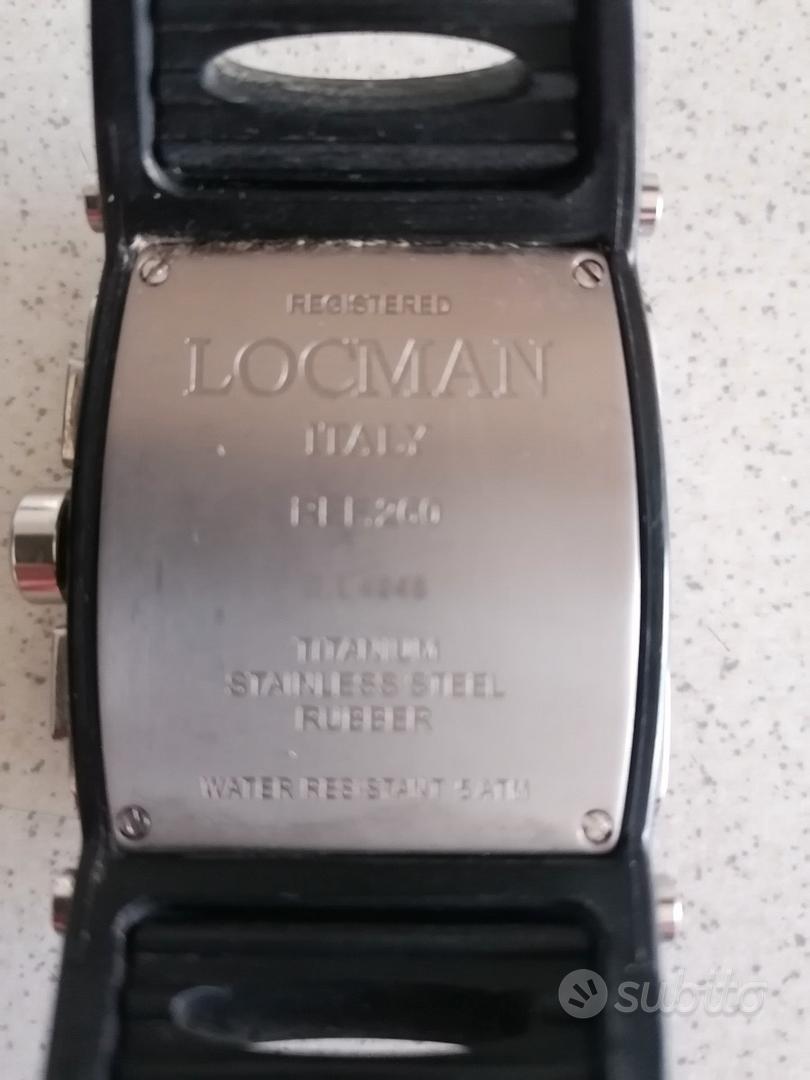 REGISTERED
LOCMAN
ITALY
TITANIUM
STAINLESS STEEL
RUBBER
WATER RESISTANT 5 ATM
subito